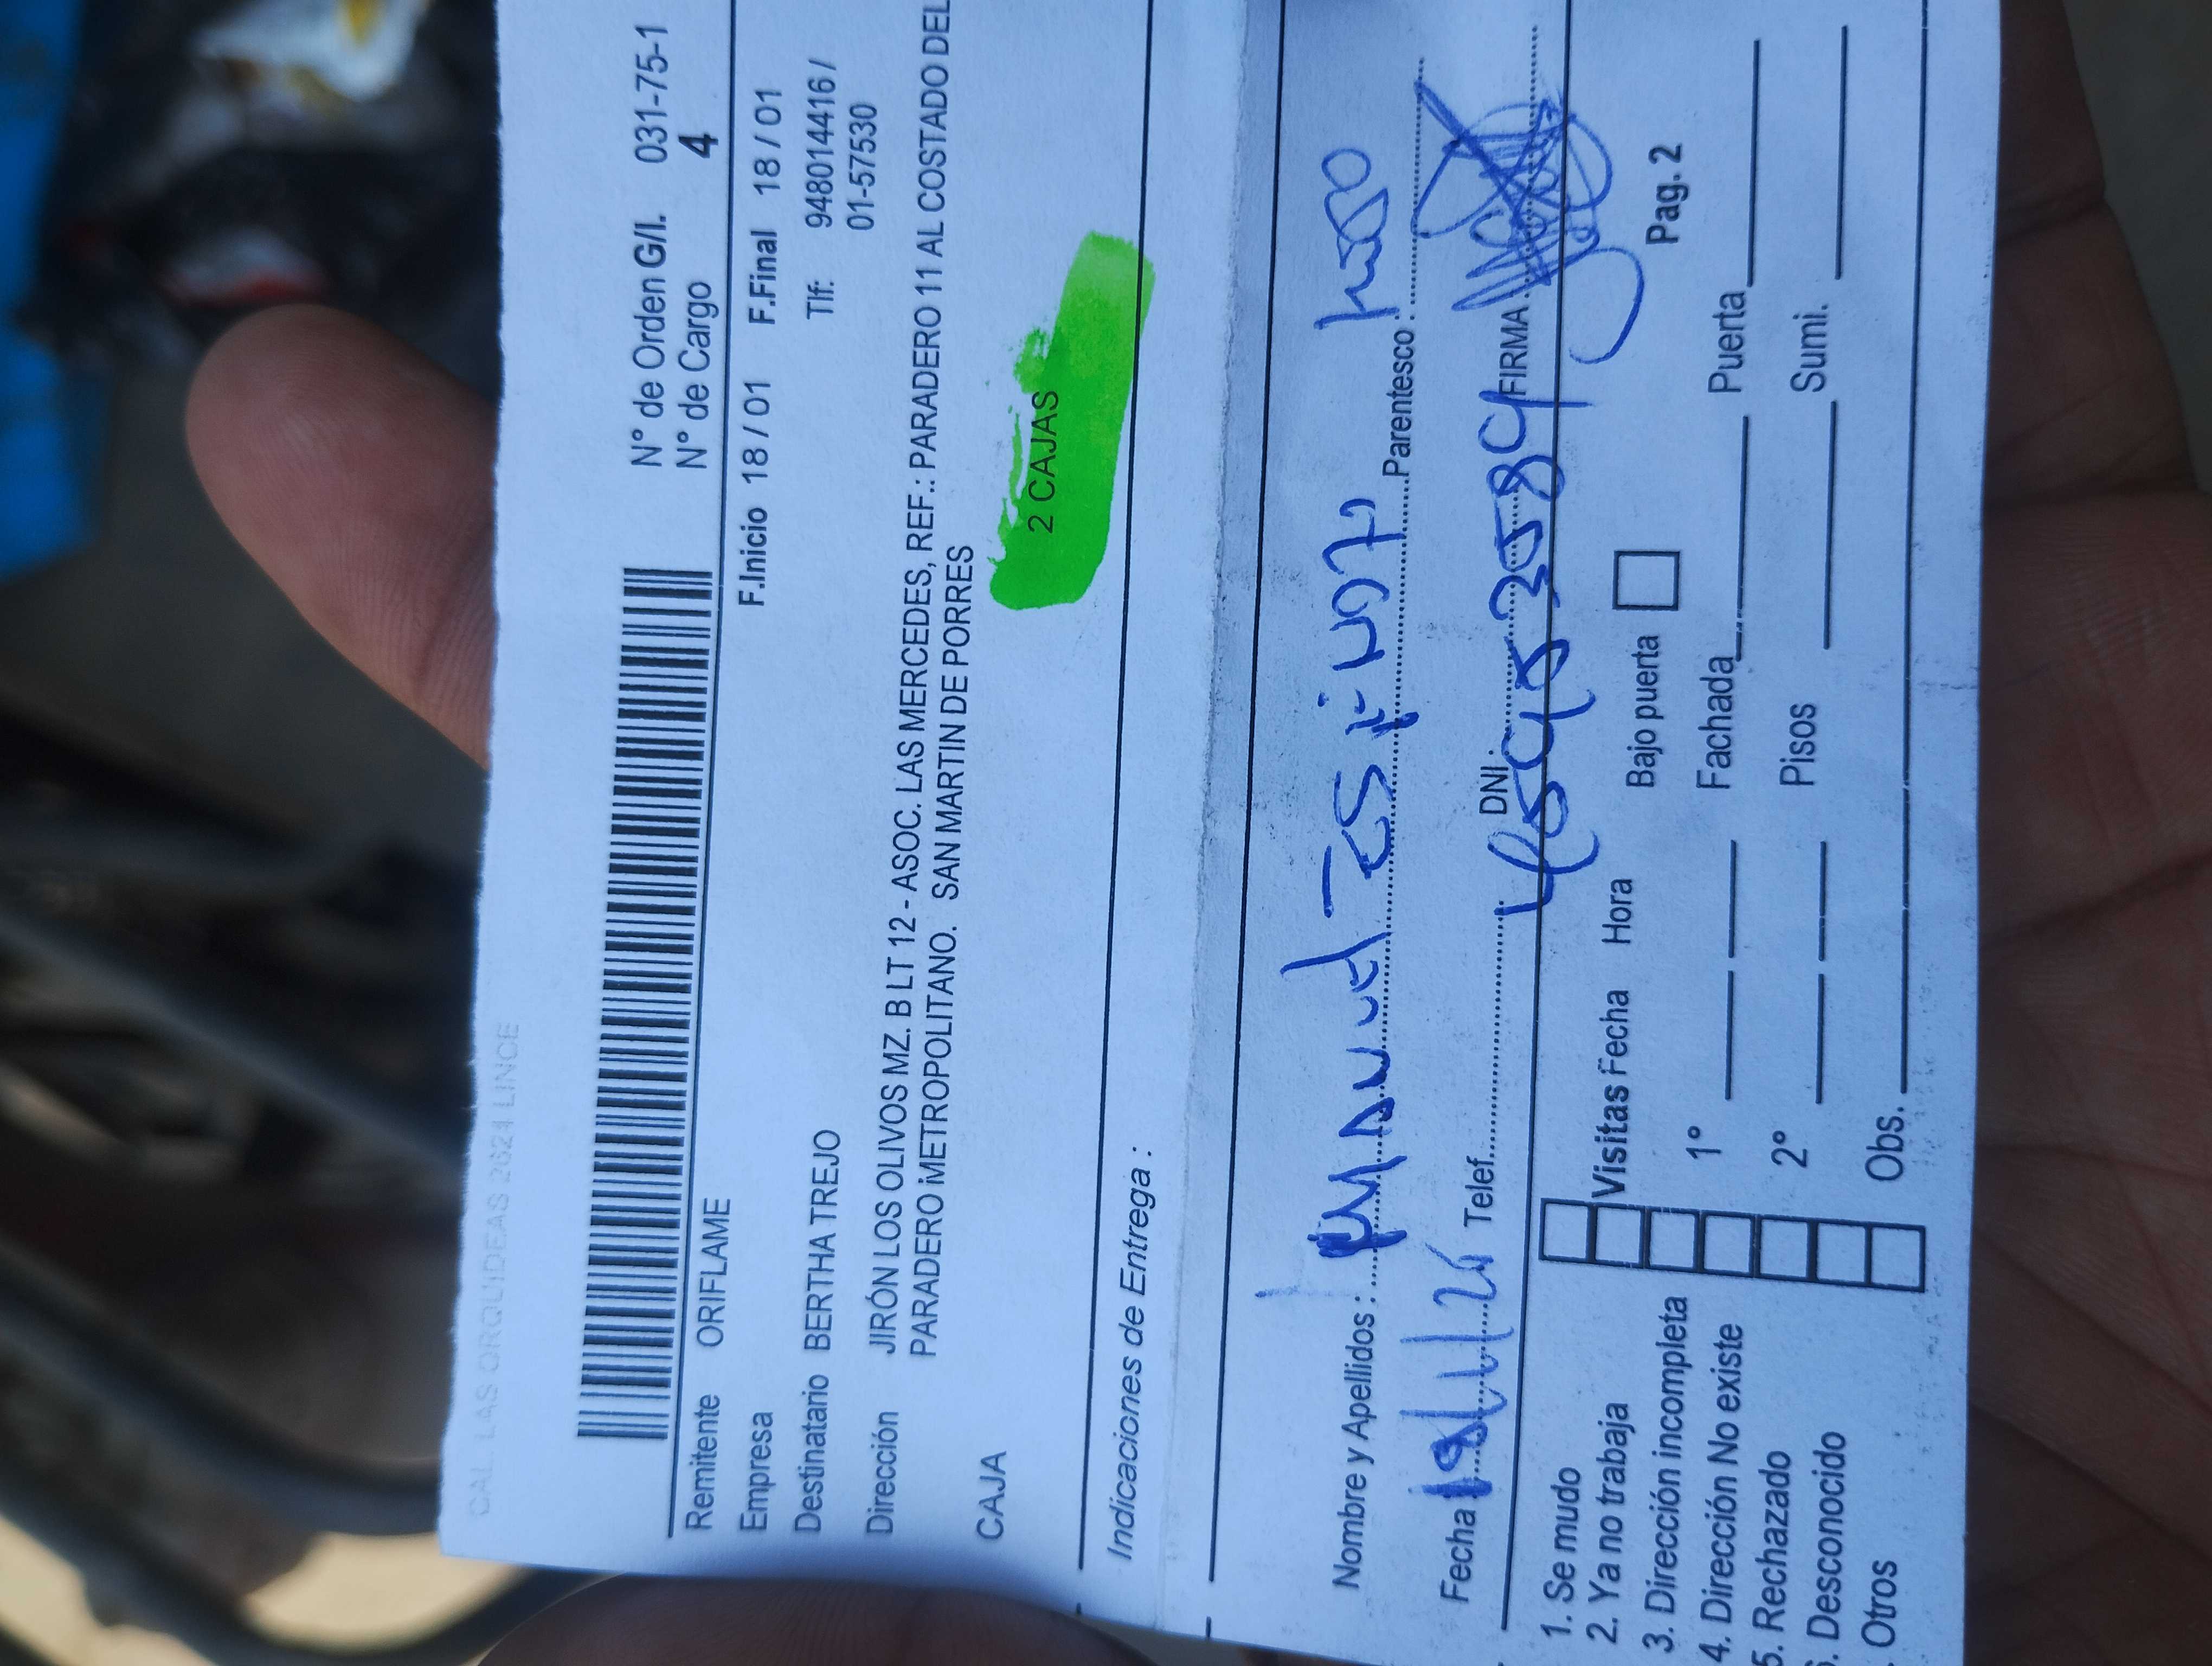 CAL. LAS ORQUIDEAS 2621 LINCE
N° de Orden G/I. 031-75-1
N° de Cargo 4
Remitente ORIFLAME
Empresa F.Inicio 18 / 01 F.Final 18 / 01
Destinatario BERTHA TREJO Tlf: 948014416 /
01-57530
Dirección JIRÓN LOS OLIVOS MZ. B LT 12 - ASOC. LAS MERCEDES, REF.: PARADERO 11 AL COSTADO DEL
PARADERO METROPOLITANO. SAN MARTIN DE PORRES
CAJA
2 CAJAS
Indicaciones de Entrega :
Nombre y Apellidos : Manuel Parentesco :
Fecha Telef. DNI. FIRMA
1. Se mudo
2. Ya no trabaja
3. Dirección incompleta
4. Dirección No existe
5. Rechazado
6. Desconocido
. Otros
Visitas Fecha Hora Bajo puerta Pag. 2
1° Fachada Puerta
2° Pisos Sumi.
Obs.